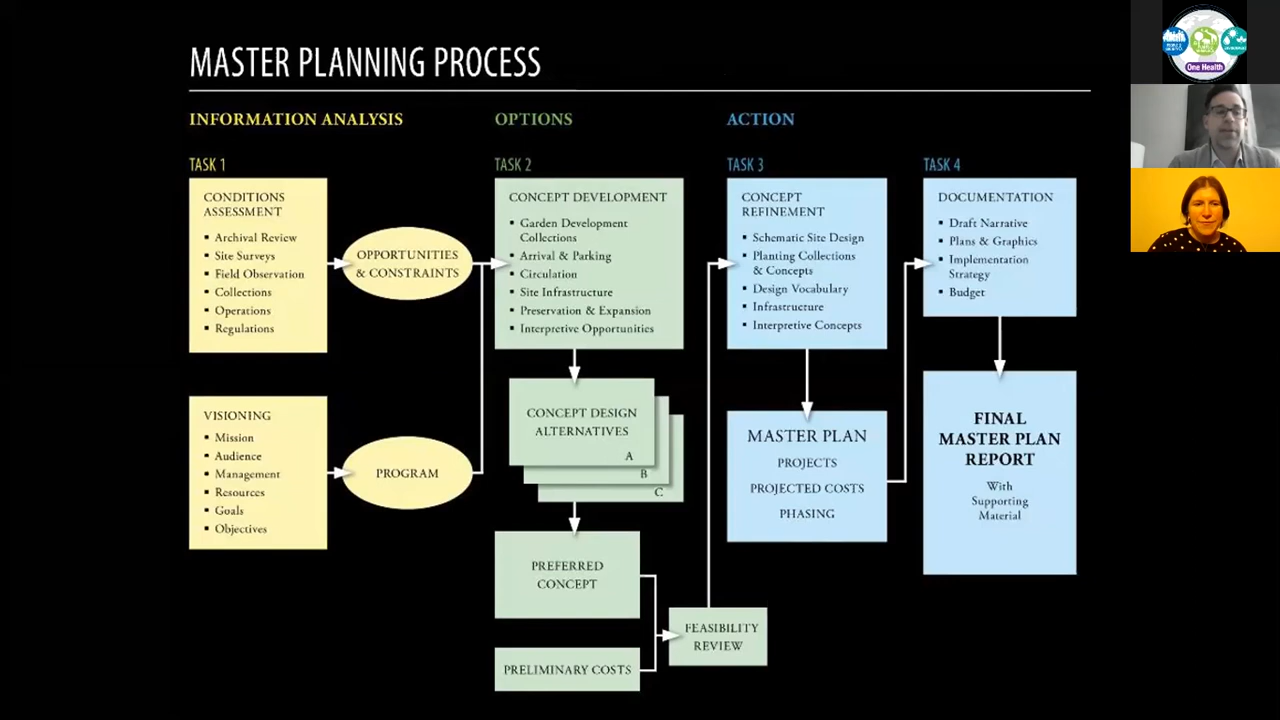 MASTER PLANNING PROCESS
INFORMATION ANALYSIS
OPTIONS
ACTION
TASK 1
CONDITIONS
ASSESSMENT
▪ Archival Review
▪ Site Surveys
▪ Field Observation
▪ Collections
▪ Operations
▪ Regulations
OPPORTUNITIES
& CONSTRAINTS
VISIONING
▪ Mission
▪ Audience
▪ Management
▪ Resources
▪ Goals
▪ Objectives
PROGRAM
TASK 2
CONCEPT DEVELOPMENT
▪ Garden Development
Collections
▪ Arrival & Parking
▪ Circulation
▪ Site Infrastructure
▪ Preservation & Expansion
▪ Interpretive Opportunities
CONCEPT DESIGN
ALTERNATIVES
A
B
C
PREFERRED
CONCEPT
PRELIMINARY COSTS
FEASIBILITY
REVIEW
TASK 3
CONCEPT
REFINEMENT
▪ Schematic Site Design
▪ Planting Collections
& Concepts
▪ Design Vocabulary
▪ Infrastructure
▪ Interpretive Concepts
MASTER PLAN
PROJECTS
PROJECTED COSTS
PHASING
TASK 4
DOCUMENTATION
▪ Draft Narrative
▪ Plans & Graphics
▪ Implementation
Strategy
▪ Budget
FINAL
MASTER PLAN
REPORT
With
Supporting
Material
One Health